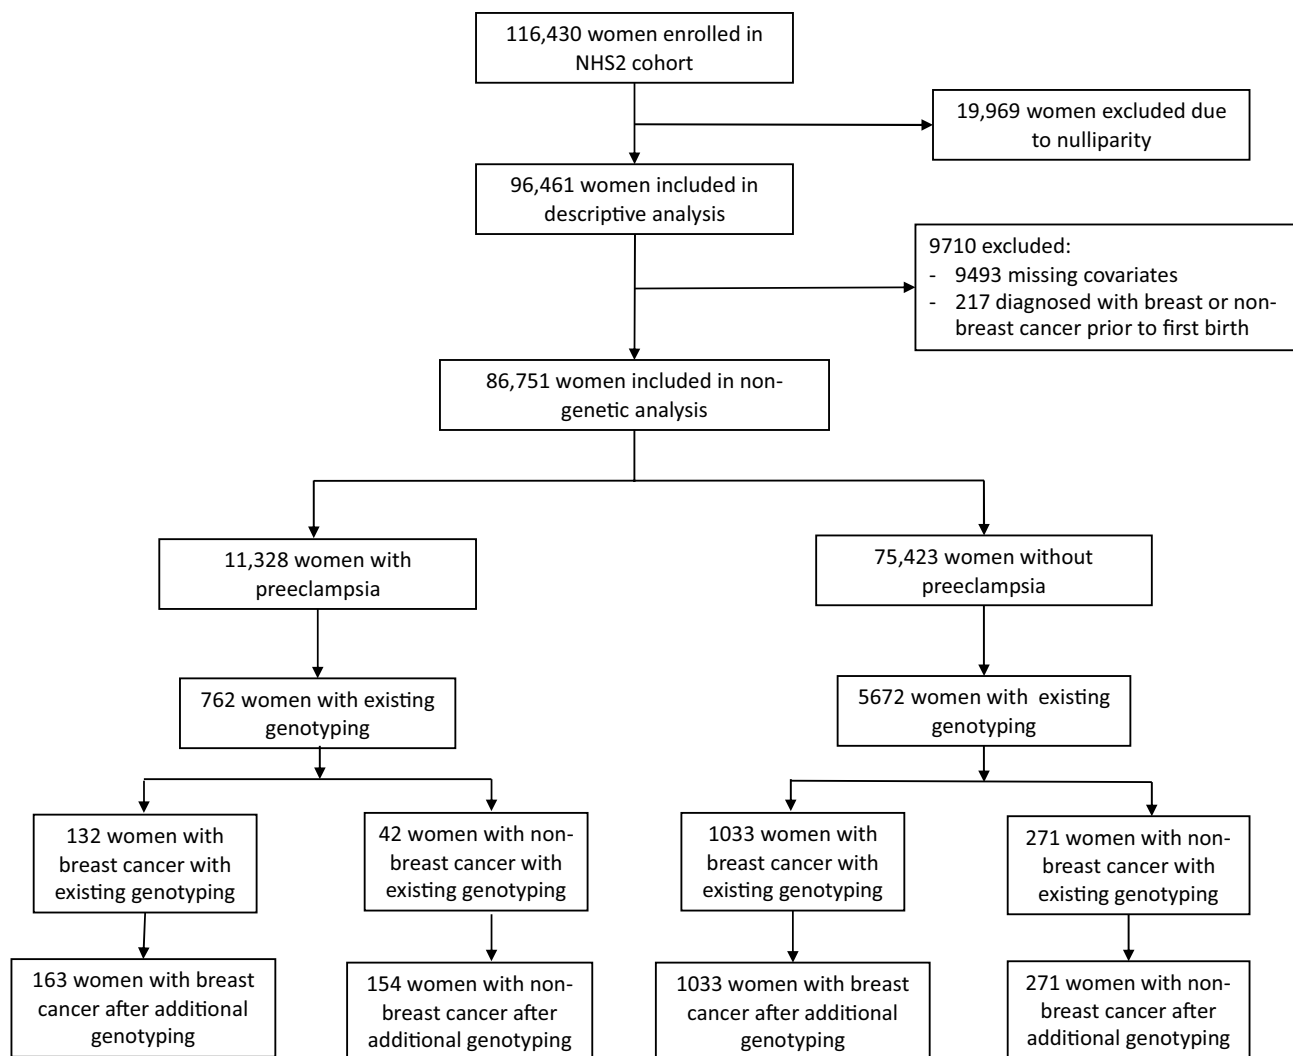 116,430 women enrolled in
NHS2 cohort
19,969 women excluded due
to nulliparity
96,461 women included in
descriptive analysis
9710 excluded:
- 9493 missing covariates
- 217 diagnosed with breast or non-
breast cancer prior to first birth
86,751 women included in non-
genetic analysis
11,328 women with
preeclampsia
75,423 women without
preeclampsia
762 women with existing
genotyping
5672 women with existing
genotyping
132 women with
breast cancer with
existing genotyping
42 women with non-
breast cancer with
existing genotyping
1033 women with
breast cancer with
existing genotyping
271 women with non-
breast cancer with
existing genotyping
163 women with breast
cancer after additional
genotyping
154 women with non-
breast cancer after
additional genotyping
1033 women with breast
cancer after additional
genotyping
271 women with non-
breast cancer after
additional genotyping